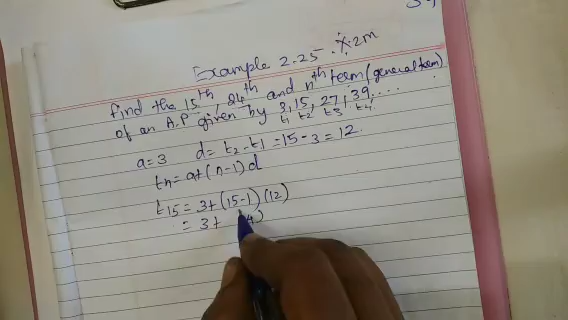 Example 2.25. 2m
Find the 15th, 24th and nth term (general term)
of an A.P given by 3, 15, 27, 39, ...
t1 t2 t3 t4
a=3 d= t2-t1 =15-3=12.
tn=a+(n-1)d
t15 = 3+(15-1)(12)
= 3+ 4)